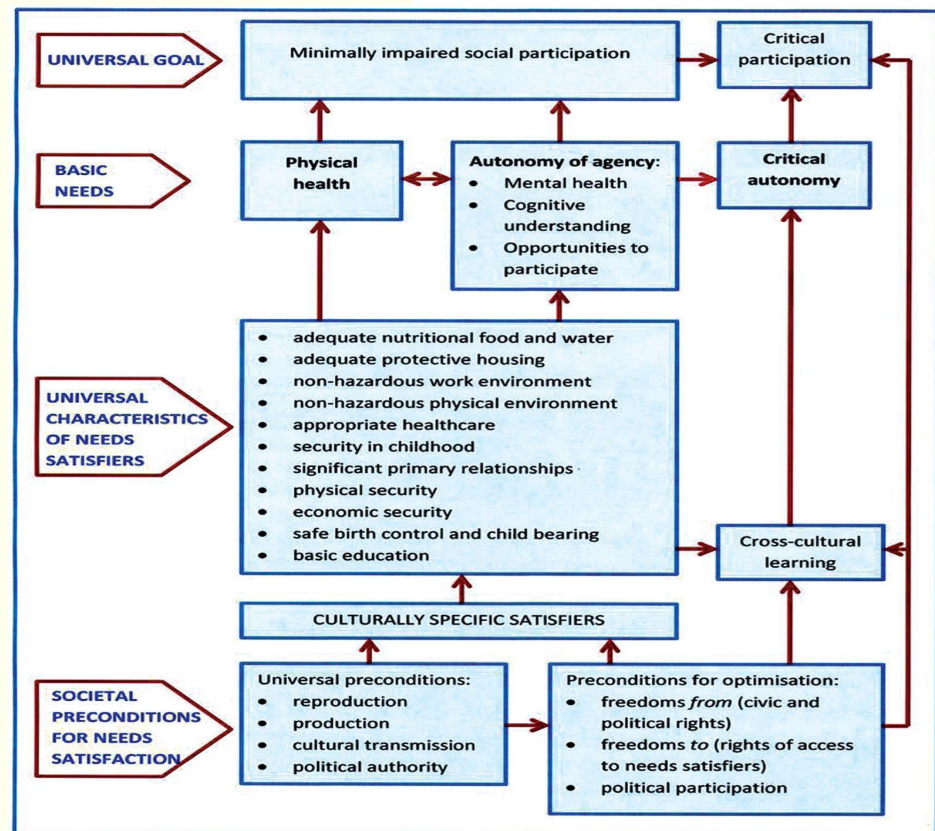 UNIVERSAL GOAL
Minimally impaired social participation
Critical
participation
BASIC
NEEDS
Physical
health
Autonomy of agency:
• Mental health
• Cognitive
understanding
• Opportunities to
participate
Critical
autonomy
UNIVERSAL
CHARACTERISTICS
OF NEEDS
SATISFIERS
• adequate nutritional food and water
• adequate protective housing
• non-hazardous work environment
• non-hazardous physical environment
• appropriate healthcare
• security in childhood
• significant primary relationships
• physical security
• economic security
• safe birth control and child bearing
• basic education
Cross-cultural
learning
CULTURALLY SPECIFIC SATISFIERS
SOCIETAL
PRECONDITIONS
FOR NEEDS
SATISFACTION
Universal preconditions:
• reproduction
• production
• cultural transmission
• political authority
Preconditions for optimisation:
• freedoms from (civic and
political rights)
• freedoms to (rights of access
to needs satisfiers)
• political participation